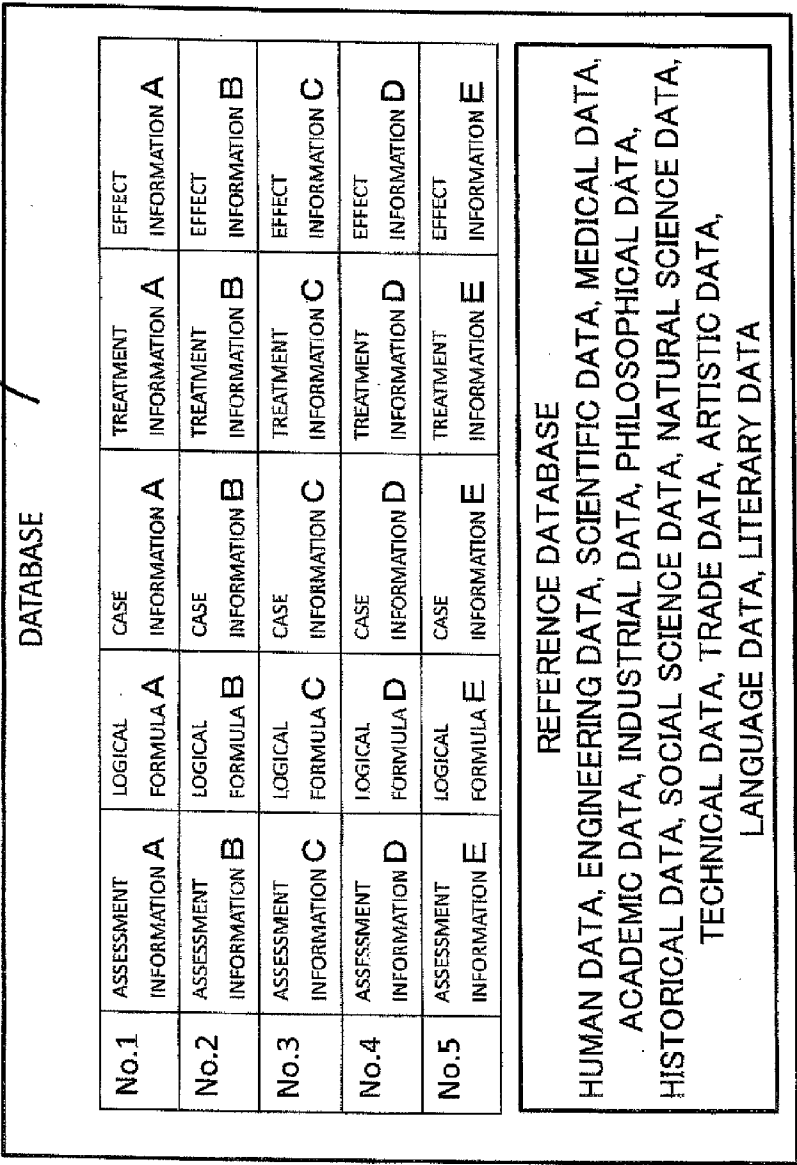 DATABASE
No.1 ASSESSMENT INFORMATION A LOGICAL FORMULA A CASE INFORMATION A TREATMENT INFORMATION A EFFECT INFORMATION A
No.2 ASSESSMENT INFORMATION B LOGICAL FORMULA B CASE INFORMATION B TREATMENT INFORMATION B EFFECT INFORMATION B
No.3 ASSESSMENT INFORMATION C LOGICAL FORMULA C CASE INFORMATION C TREATMENT INFORMATION C EFFECT INFORMATION C
No.4 ASSESSMENT INFORMATION D LOGICAL FORMULA D CASE INFORMATION D TREATMENT INFORMATION D EFFECT INFORMATION D
No.5 ASSESSMENT INFORMATION E LOGICAL FORMULA E CASE INFORMATION E TREATMENT INFORMATION E EFFECT INFORMATION E
REFERENCE DATABASE
HUMAN DATA, ENGINEERING DATA, SCIENTIFIC DATA, MEDICAL DATA,
ACADEMIC DATA, INDUSTRIAL DATA, PHILOSOPHICAL DATA,
HISTORICAL DATA, SOCIAL SCIENCE DATA, NATURAL SCIENCE DATA,
TECHNICAL DATA, TRADE DATA, ARTISTIC DATA,
LANGUAGE DATA, LITERARY DATA